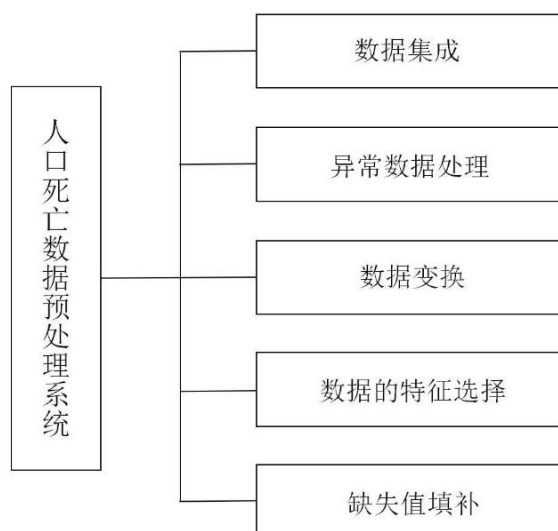 人口死亡数据预处理系统
数据集成
异常数据处理
数据变换
数据的特征选择
缺失值填补